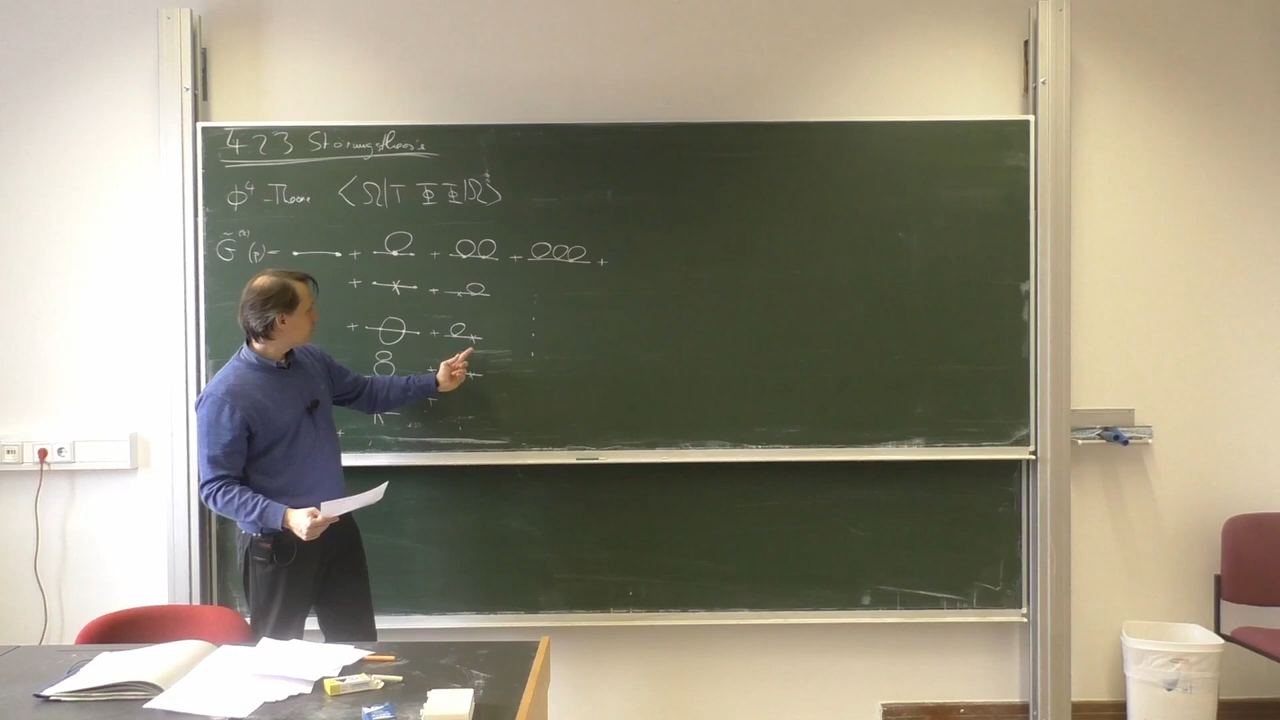 4.2.3 Störungstheorie
ϕ⁴-Theorie ⟨Ω|T Φ Φ|Ω⟩
G̃⁽²⁾(p) = + + + +
+ +
+ +
+
+
+